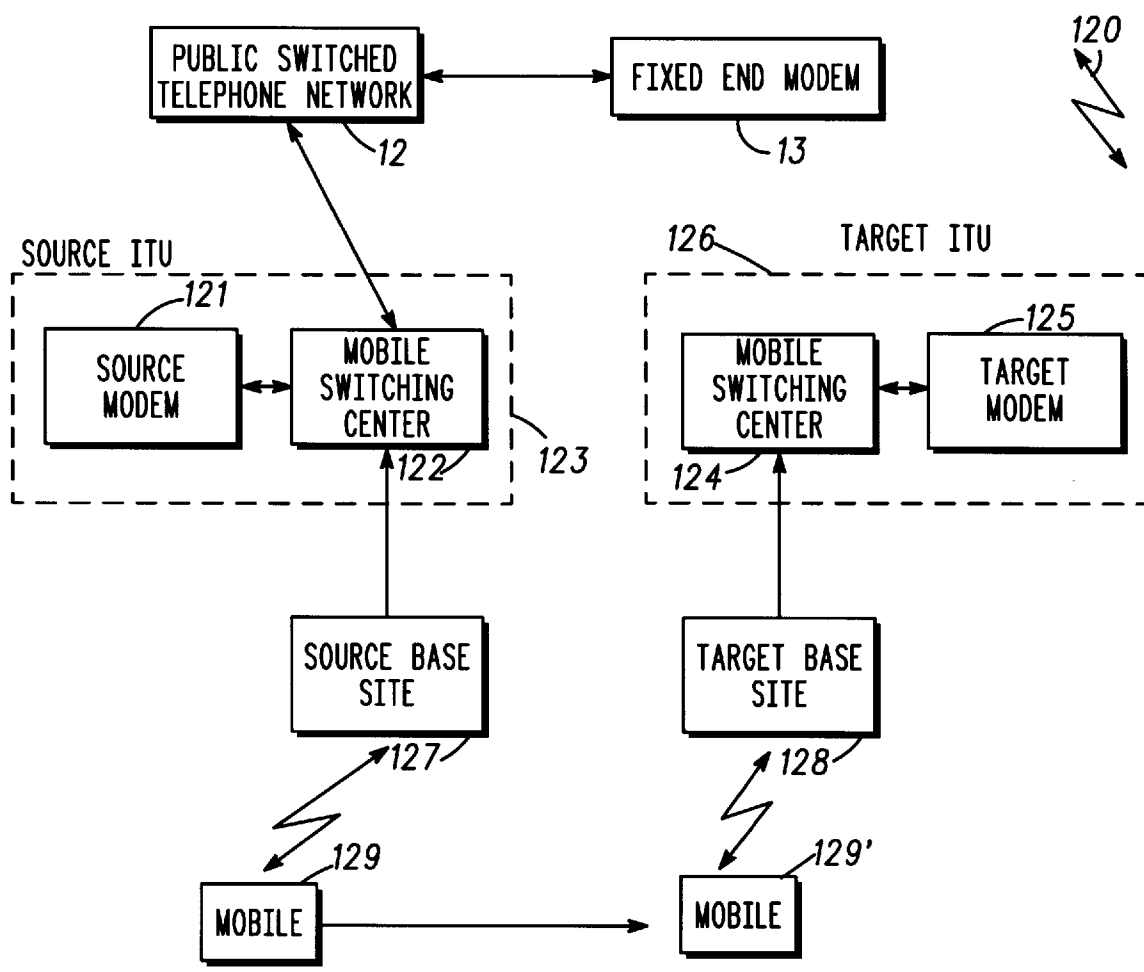 PUBLIC SWITCHED
TELEPHONE NETWORK
12
FIXED END MODEM
13
120
SOURCE ITU
123
121
SOURCE
MODEM
MOBILE
SWITCHING
CENTER
122
126
TARGET ITU
MOBILE
SWITCHING
CENTER
124
125
TARGET
MODEM
SOURCE BASE
SITE
127
TARGET BASE
SITE
128
129
MOBILE
129'
MOBILE